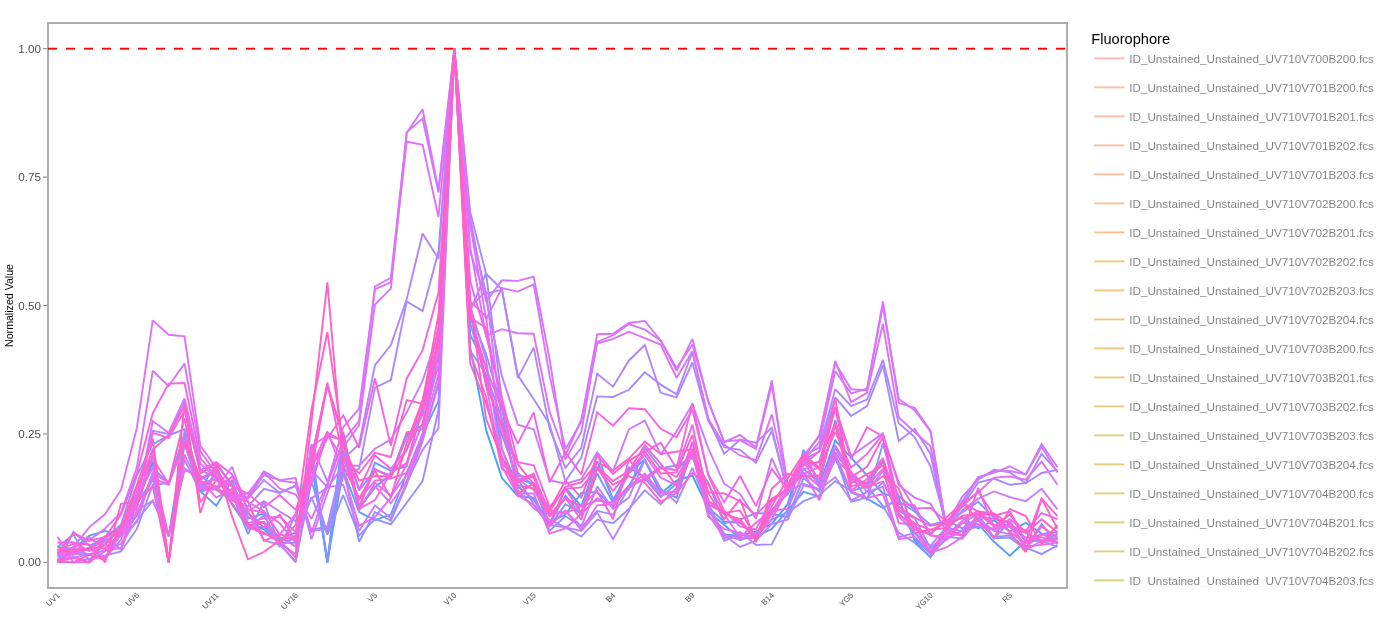 Normalized Value
1.00
0.75
0.50
0.25
0.00
UV1 UV6 UV11 UV16 V5 V10 V15 B4 B9 B14 YG5 YG10 R5
Fluorophore
ID_Unstained_Unstained_UV710V700B200.fcs
ID_Unstained_Unstained_UV710V701B200.fcs
ID_Unstained_Unstained_UV710V701B201.fcs
ID_Unstained_Unstained_UV710V701B202.fcs
ID_Unstained_Unstained_UV710V701B203.fcs
ID_Unstained_Unstained_UV710V702B200.fcs
ID_Unstained_Unstained_UV710V702B201.fcs
ID_Unstained_Unstained_UV710V702B202.fcs
ID_Unstained_Unstained_UV710V702B203.fcs
ID_Unstained_Unstained_UV710V702B204.fcs
ID_Unstained_Unstained_UV710V703B200.fcs
ID_Unstained_Unstained_UV710V703B201.fcs
ID_Unstained_Unstained_UV710V703B202.fcs
ID_Unstained_Unstained_UV710V703B203.fcs
ID_Unstained_Unstained_UV710V703B204.fcs
ID_Unstained_Unstained_UV710V704B200.fcs
ID_Unstained_Unstained_UV710V704B201.fcs
ID_Unstained_Unstained_UV710V704B202.fcs
ID_Unstained_Unstained_UV710V704B203.fcs